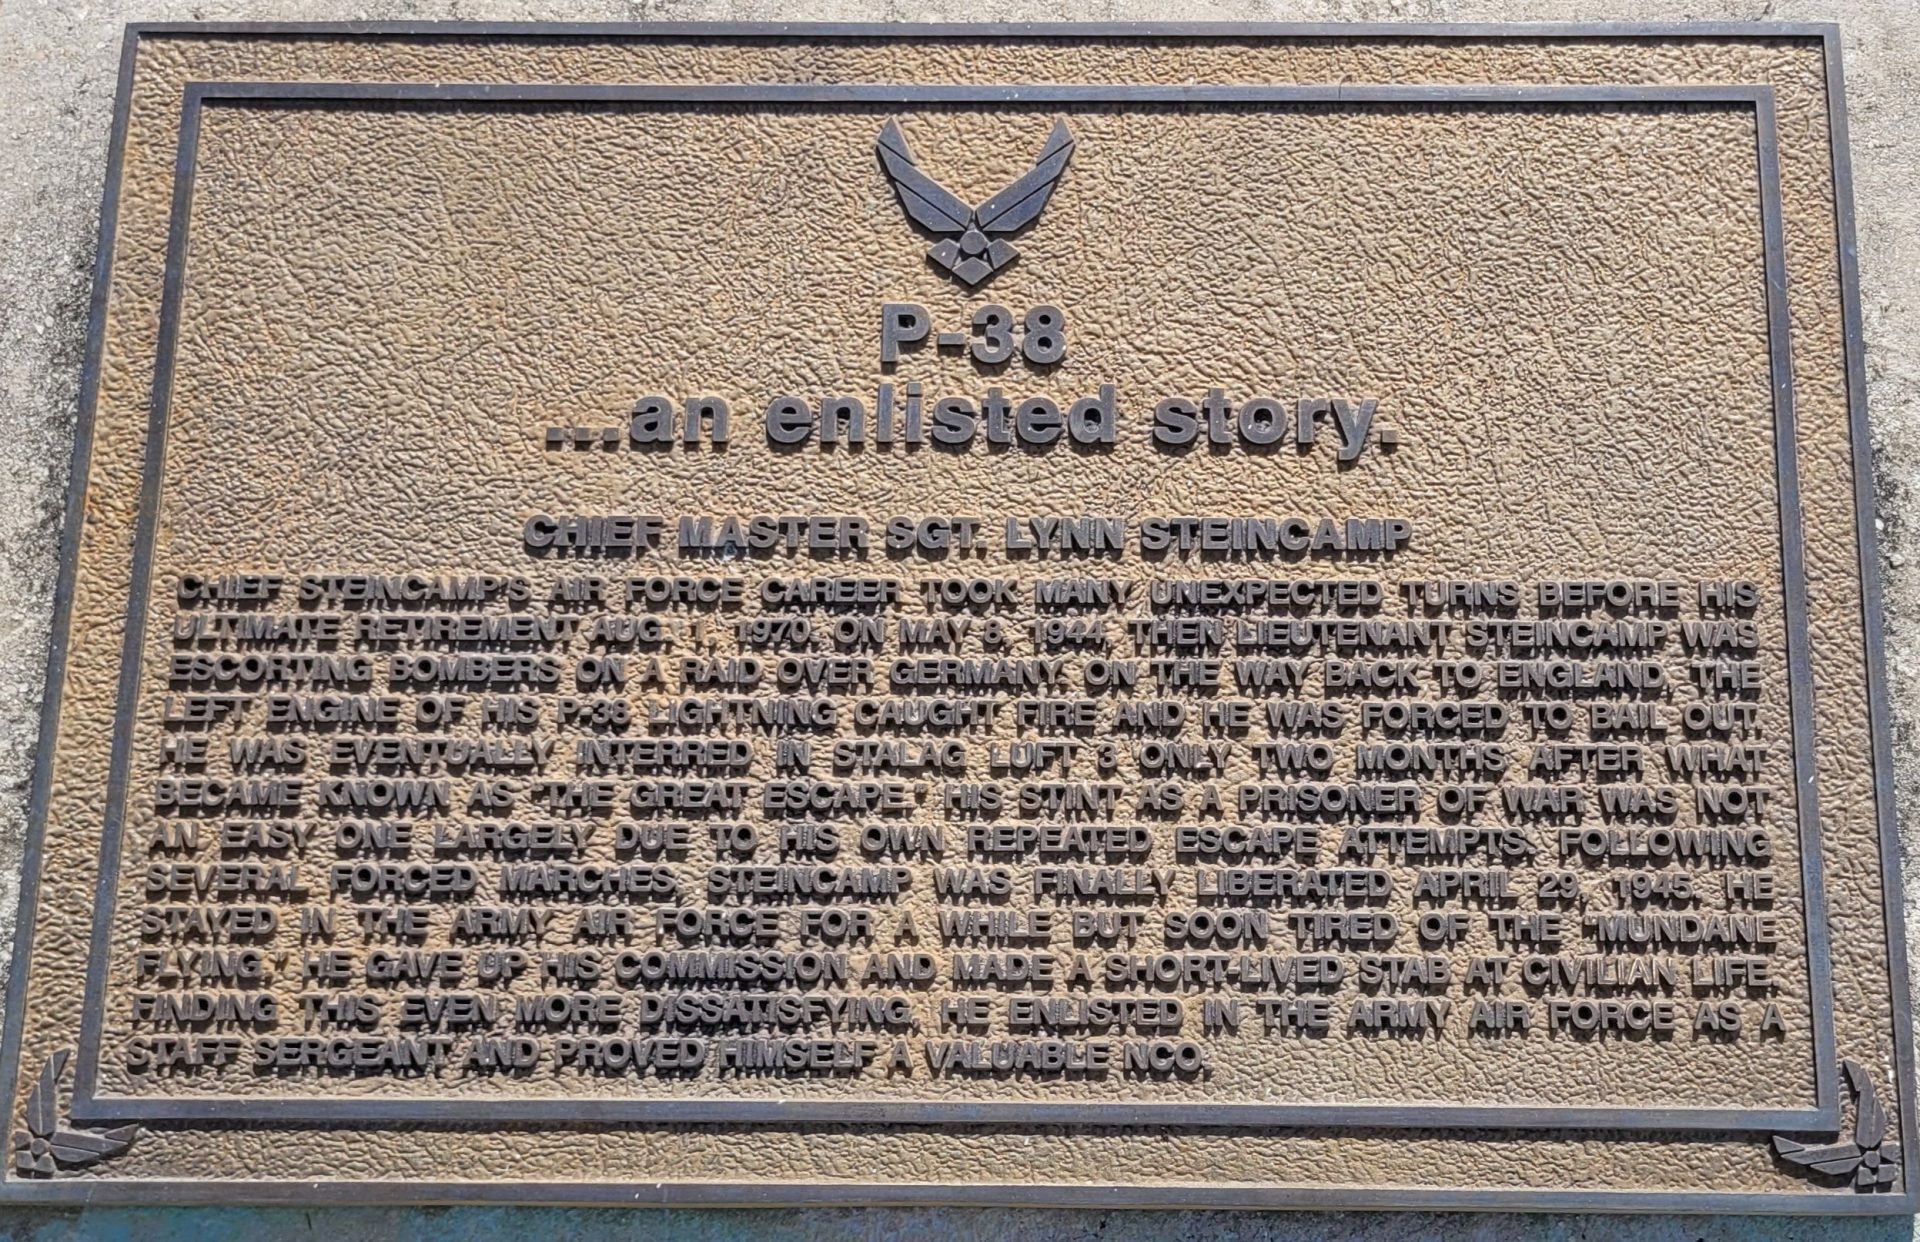 P-38
...an enlisted story.
CHIEF MASTER SGT. LYNN STEINCAMP
CHIEF STEINCAMP'S AIR FORCE CAREER TOOK MANY UNEXPECTED TURNS BEFORE HIS
ULTIMATE RETIREMENT AUG. 1, 1970. ON MAY 8, 1944, THEN LIEUTENANT STEINCAMP WAS
ESCORTING BOMBERS ON A RAID OVER GERMANY. ON THE WAY BACK TO ENGLAND, THE
LEFT ENGINE OF HIS P-38 LIGHTNING CAUGHT FIRE AND HE WAS FORCED TO BAIL OUT.
HE WAS EVENTUALLY INTERRED IN STALAG LUFT 3 ONLY TWO MONTHS AFTER WHAT
BECAME KNOWN AS "THE GREAT ESCAPE." HIS STINT AS A PRISONER OF WAR WAS NOT
AN EASY ONE LARGELY DUE TO HIS OWN REPEATED ESCAPE ATTEMPTS. FOLLOWING
SEVERAL FORCED MARCHES, STEINCAMP WAS FINALLY LIBERATED APRIL 29, 1945. HE
STAYED IN THE ARMY AIR FORCE FOR A WHILE BUT SOON TIRED OF THE "MUNDANE
FLYING." HE GAVE UP HIS COMMISSION AND MADE A SHORT-LIVED STAB AT CIVILIAN LIFE.
FINDING THIS EVEN MORE DISSATISFYING, HE ENLISTED IN THE ARMY AIR FORCE AS A
STAFF SERGEANT AND PROVED HIMSELF A VALUABLE NCO.